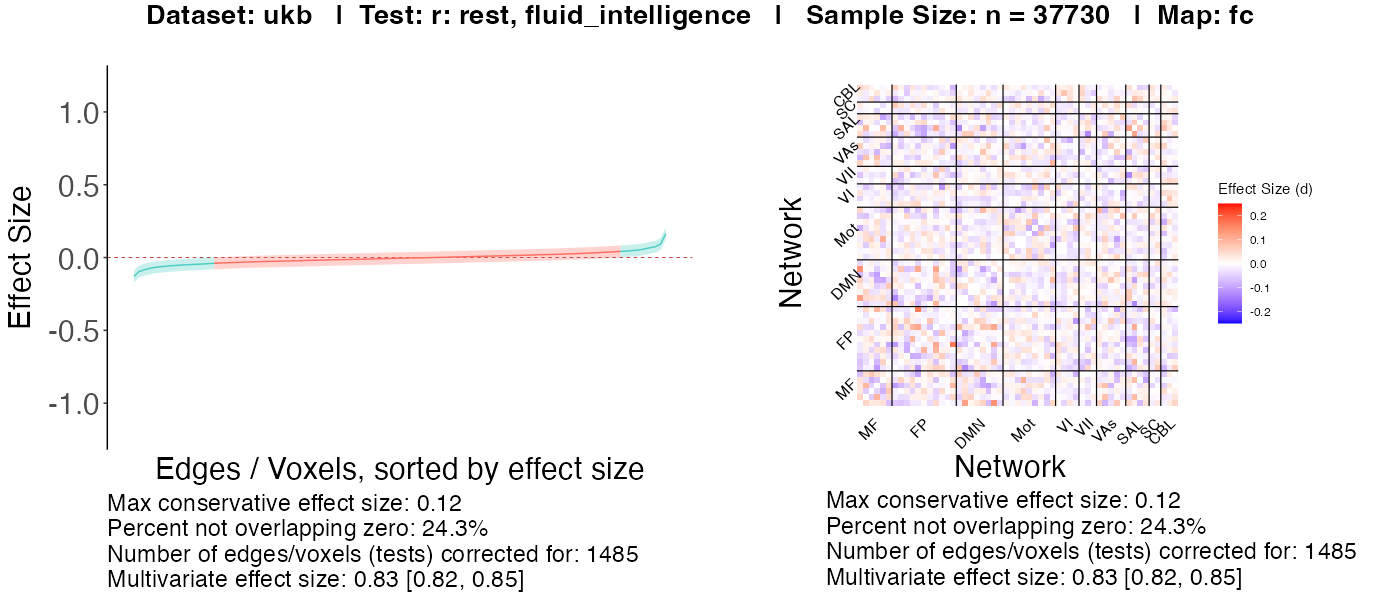 Dataset: ukb | Test: r: rest, fluid_intelligence | Sample Size: n = 37730 | Map: fc
Effect Size
1.0
0.5
0.0
-0.5
-1.0
Edges / Voxels, sorted by effect size
Max conservative effect size: 0.12
Percent not overlapping zero: 24.3%
Number of edges/voxels (tests) corrected for: 1485
Multivariate effect size: 0.83 [0.82, 0.85]
Network
CBL
SC
SAL
VAs
VII
VI
Mot
DMN
FP
MF
MF
FP
DMN
Mot
VI
VII
VAs
SAL
SC
CBL
Network
Effect Size (d)
0.2
0.1
0.0
-0.1
-0.2
Max conservative effect size: 0.12
Percent not overlapping zero: 24.3%
Number of edges/voxels (tests) corrected for: 1485
Multivariate effect size: 0.83 [0.82, 0.85]